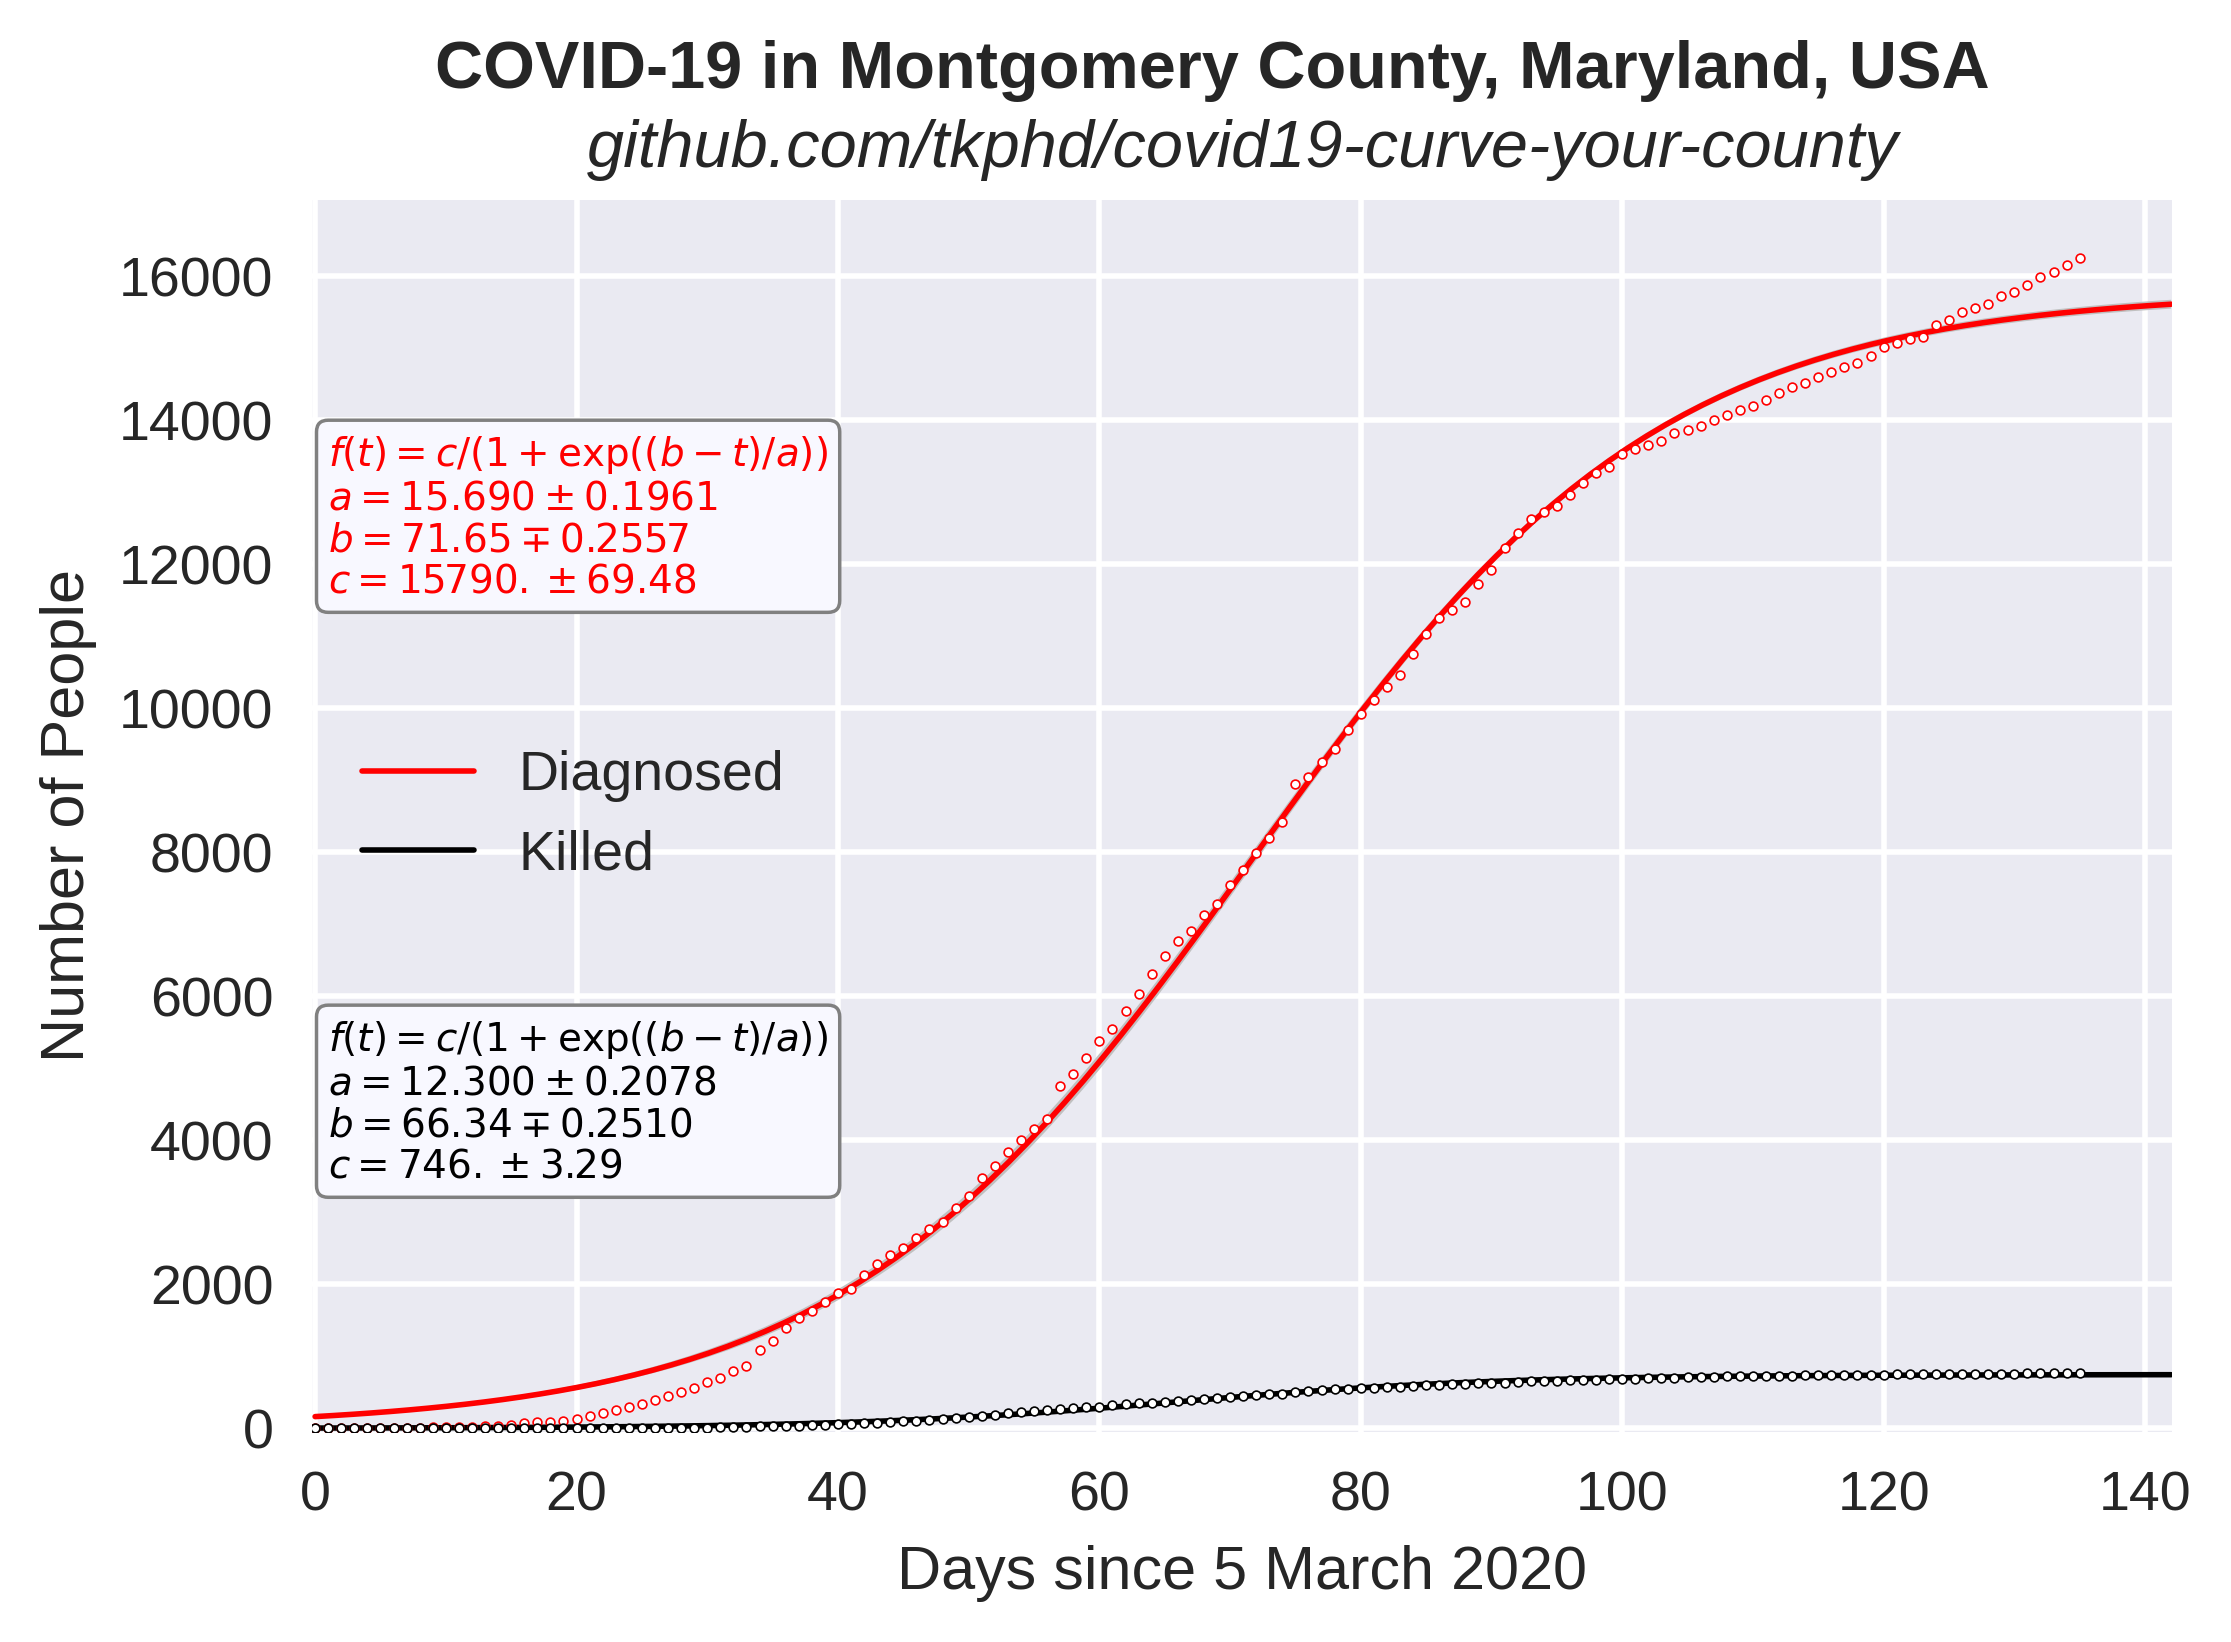 COVID-19 in Montgomery County, Maryland, USA
github.com/tkphd/covid19-curve-your-county
Number of People
16000
14000
12000
10000
8000
6000
4000
2000
0
f(t) = c/(1 + exp((b − t)/a))
a = 15.690 ± 0.1961
b = 71.65 ∓ 0.2557
c = 15790. ± 69.48
Diagnosed
Killed
f(t) = c/(1 + exp((b − t)/a))
a = 12.300 ± 0.2078
b = 66.34 ∓ 0.2510
c = 746. ± 3.29
0 20 40 60 80 100 120 140
Days since 5 March 2020